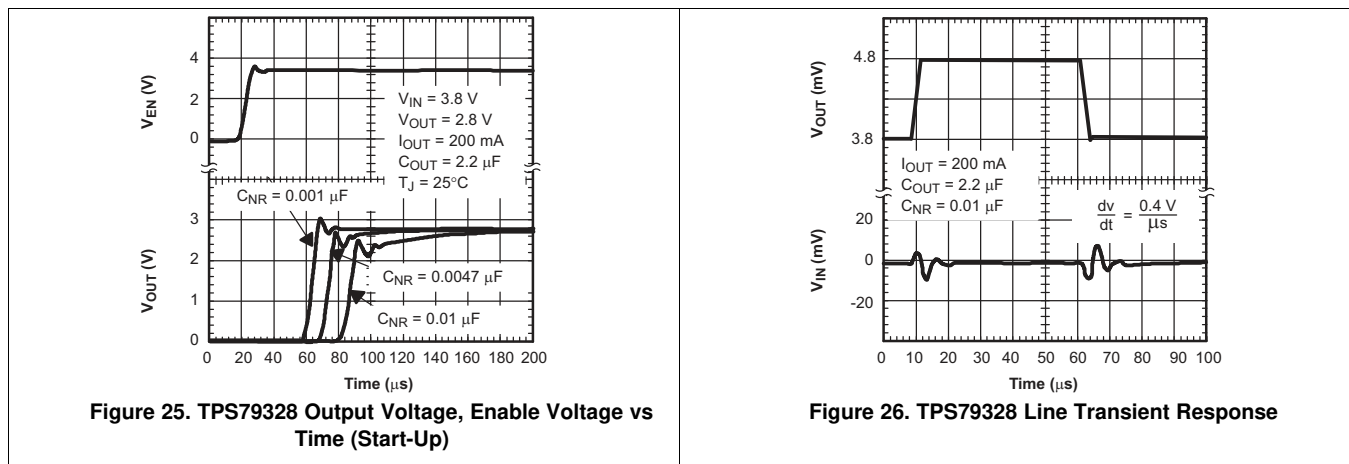 4
2
0
V_EN (V)
V_IN = 3.8 V
V_OUT = 2.8 V
I_OUT = 200 mA
C_OUT = 2.2 μF
T_J = 25°C
C_NR = 0.001 μF
3
2
1
0
V_OUT (V)
C_NR = 0.0047 μF
C_NR = 0.01 μF
0 20 40 60 80 100 120 140 160 180 200
Time (μs)
Figure 25. TPS79328 Output Voltage, Enable Voltage vs
Time (Start-Up)
4.8
3.8
V_OUT (mV)
I_OUT = 200 mA
C_OUT = 2.2 μF
C_NR = 0.01 μF
dv/dt = 0.4 V/μs
20
0
-20
V_IN (mV)
0 10 20 30 40 50 60 70 80 90 100
Time (μs)
Figure 26. TPS79328 Line Transient Response